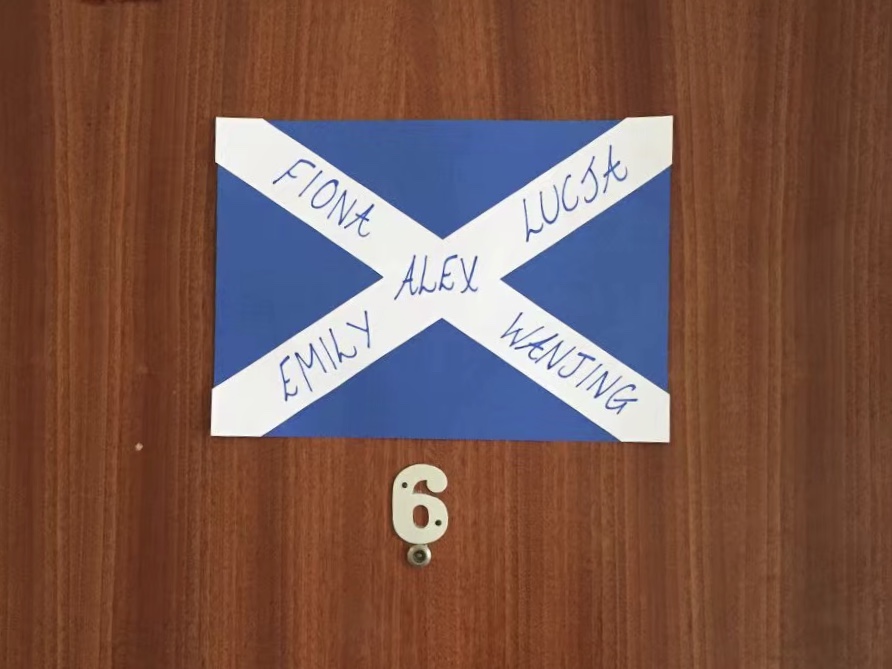 FIONA
LUCJA
ALEX
EMILY
WANJING
6